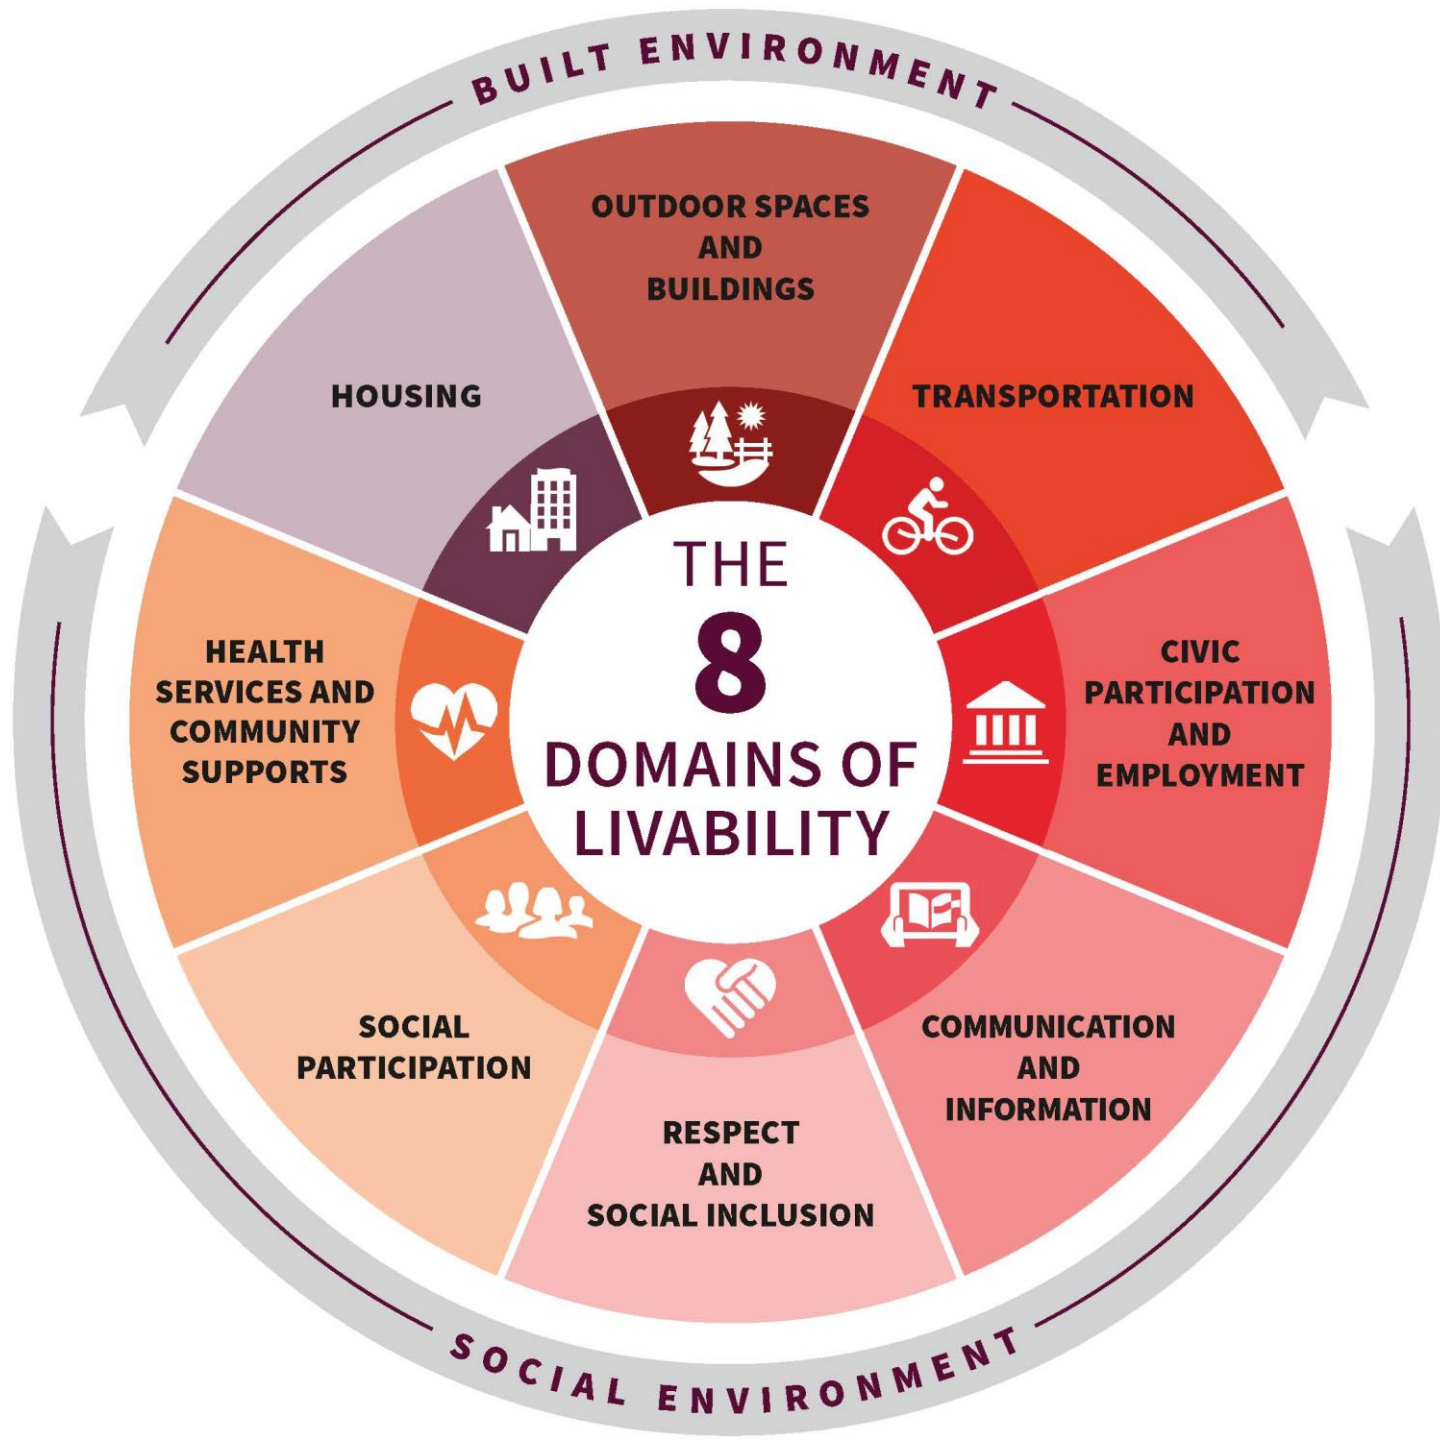 BUILT ENVIRONMENT
OUTDOOR SPACES
AND
BUILDINGS
HOUSING
TRANSPORTATION
THE
8
DOMAINS OF
LIVABILITY
HEALTH
SERVICES AND
COMMUNITY
SUPPORTS
CIVIC
PARTICIPATION
AND
EMPLOYMENT
SOCIAL
PARTICIPATION
COMMUNICATION
AND
INFORMATION
RESPECT
AND
SOCIAL INCLUSION
SOCIAL ENVIRONMENT